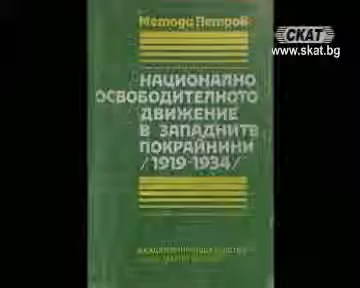 Методи Петров
СКАТ
www.skat.bg
НАЦИОНАЛНО
ОСВОБОДИТЕЛНОТО
ДВИЖЕНИЕ
В ЗАПАДНИТЕ
ПОКРАЙНИНИ
/1919-1934/